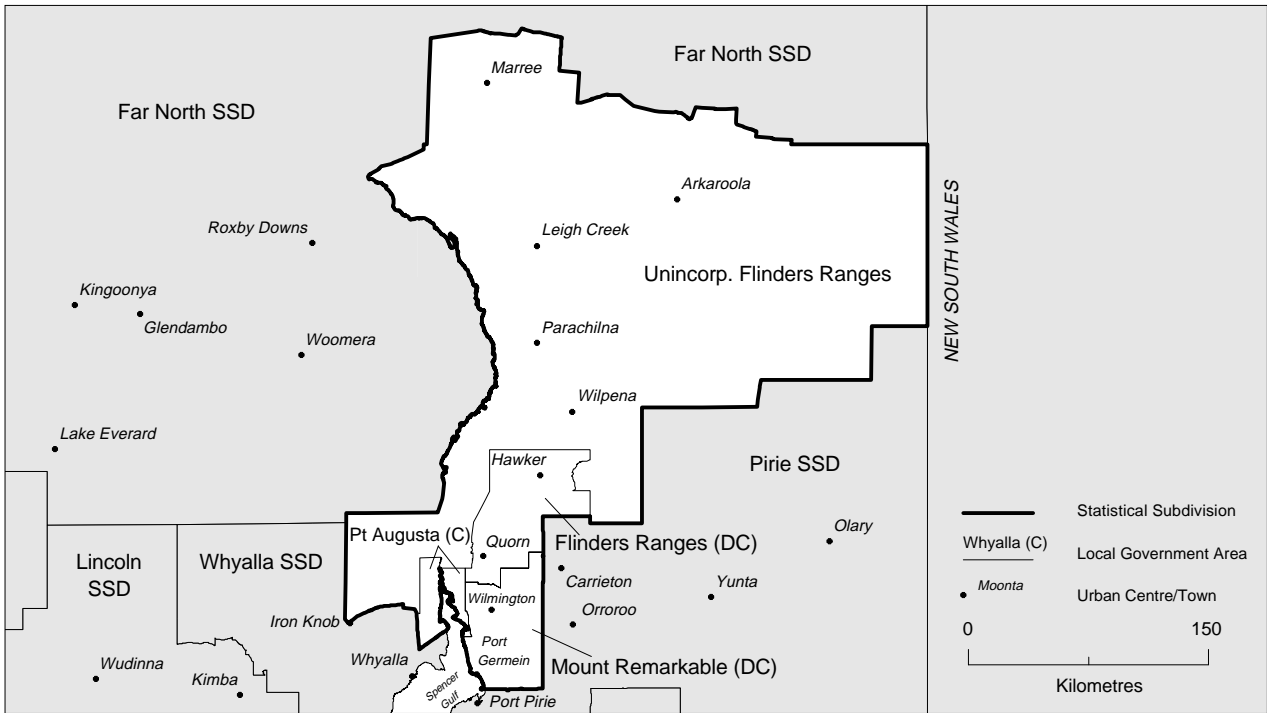 Far North SSD
Marree
Far North SSD
Arkaroola
NEW SOUTH WALES
Roxby Downs
Leigh Creek
Unincorp. Flinders Ranges
Kingoonya
Glendambo
Woomera
Parachilna
Wilpena
Lake Everard
Hawker
Pirie SSD
Pt Augusta (C)
Olary
Quorn
Flinders Ranges (DC)
Lincoln
SSD
Whyalla SSD
Carrieton
Yunta
Wilmington
Orroroo
Iron Knob
Port
Germein
Whyalla
Mount Remarkable (DC)
Wudinna
Kimba
Spencer
Gulf
Port Pirie
Statistical Subdivision
Whyalla (C)
Local Government Area
Moonta
Urban Centre/Town
0 150
Kilometres